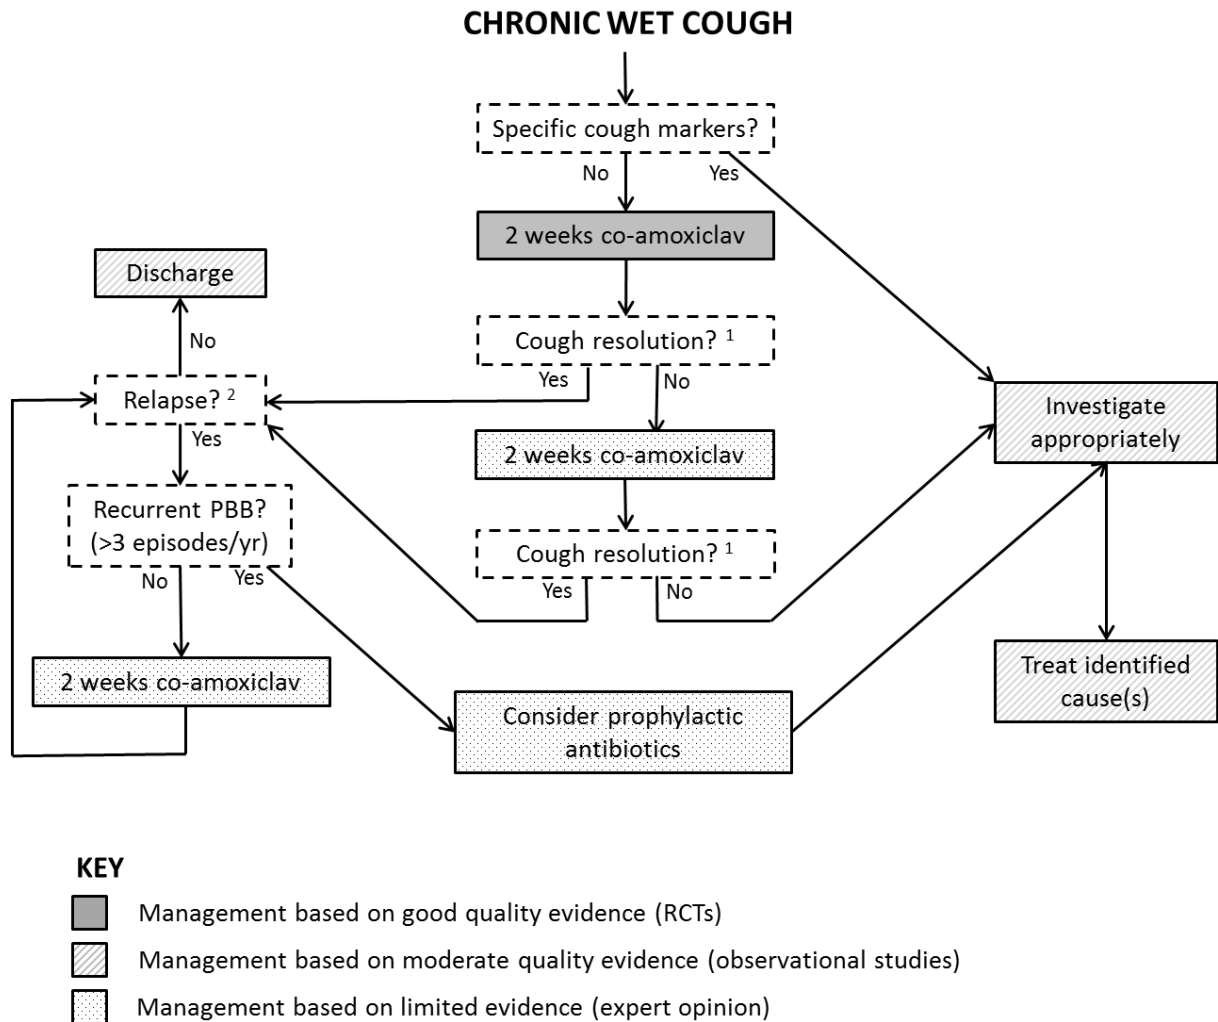 CHRONIC WET COUGH
Specific cough markers?
No
Yes
2 weeks co-amoxiclav
Discharge
Cough resolution? 1
No
Yes
No
Relapse? 2
Investigate
appropriately
Yes
2 weeks co-amoxiclav
Recurrent PBB?
(>3 episodes/yr)
Cough resolution? 1
No
Yes
Yes
No
2 weeks co-amoxiclav
Treat identified
cause(s)
Consider prophylactic
antibiotics
KEY
Management based on good quality evidence (RCTs)
Management based on moderate quality evidence (observational studies)
Management based on limited evidence (expert opinion)